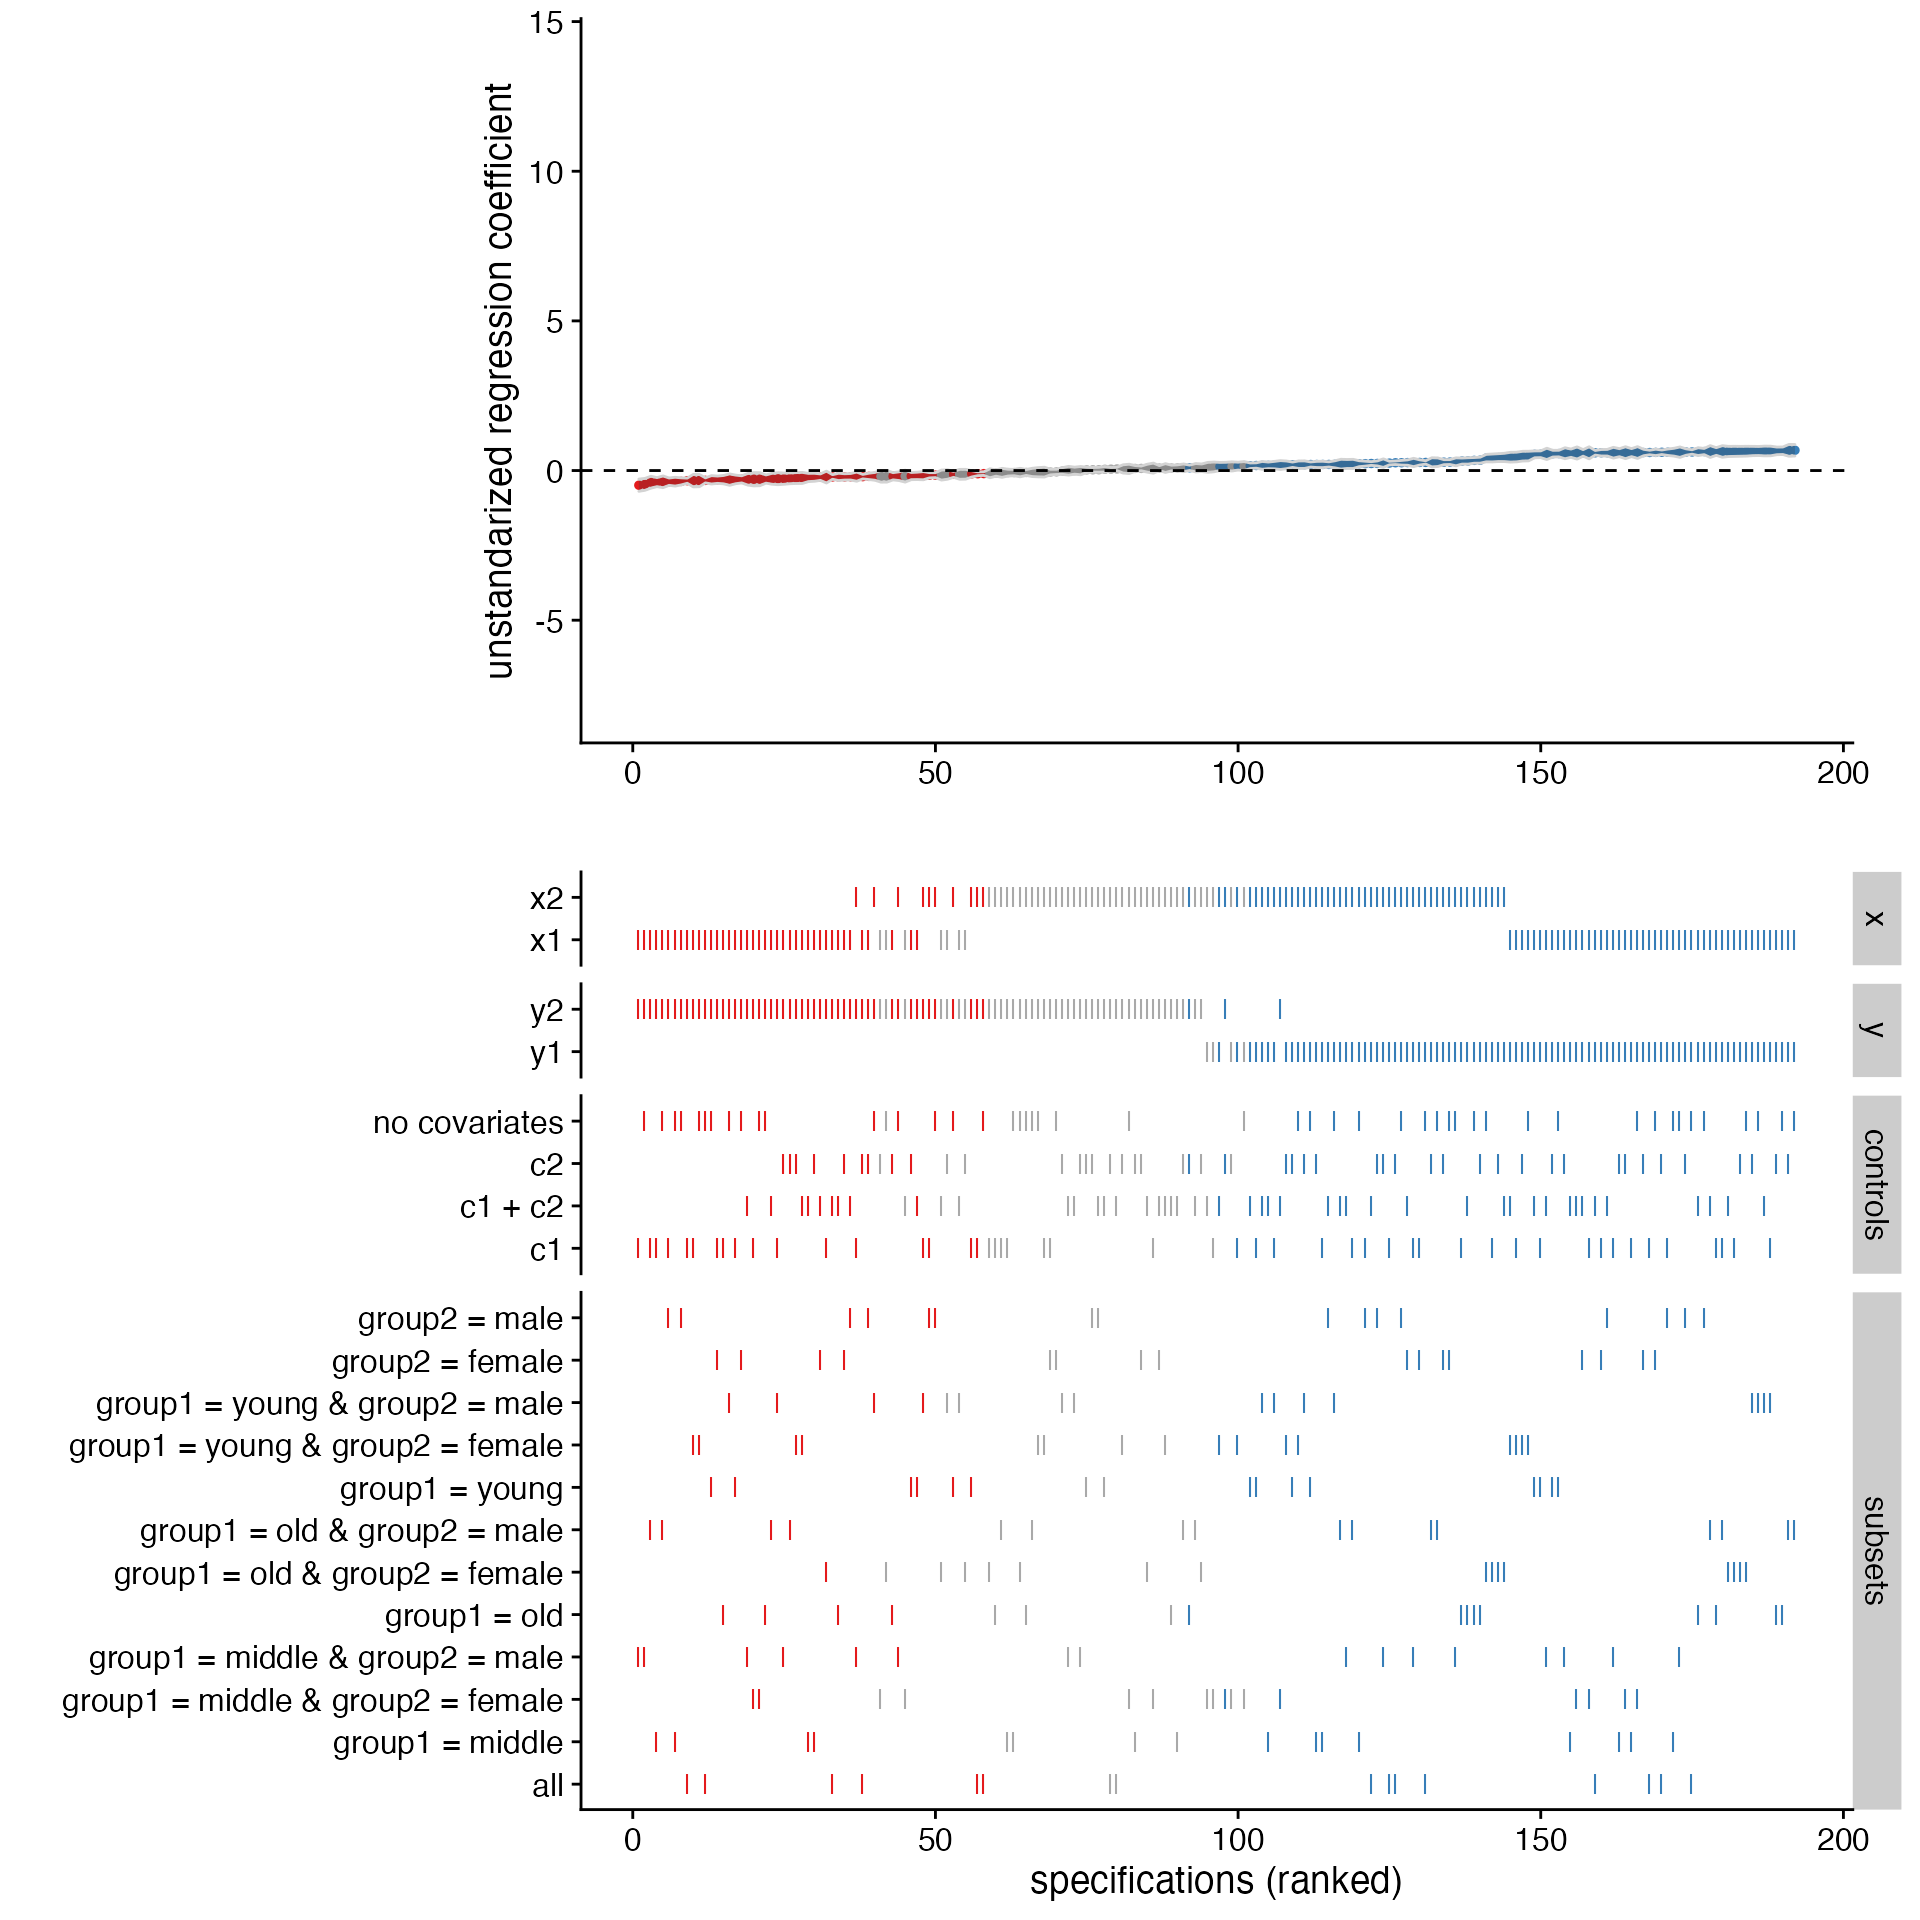 15
10
5
0
-5
unstandarized regression coefficient
0 50 100 150 200
x2
x1
x
y2
y1
y
no covariates
c2
c1 + c2
c1
controls
group2 = male
group2 = female
group1 = young & group2 = male
group1 = young & group2 = female
group1 = young
group1 = old & group2 = male
group1 = old & group2 = female
group1 = old
group1 = middle & group2 = male
group1 = middle & group2 = female
group1 = middle
all
subsets
0 50 100 150 200
specifications (ranked)